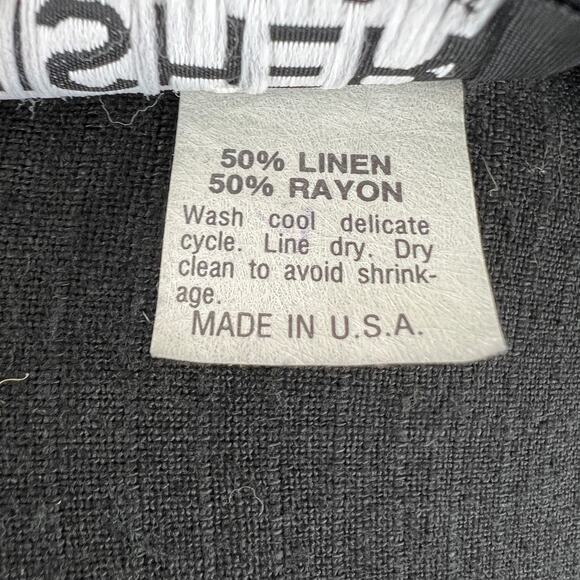 50% LINEN
50% RAYON
Wash cool delicate
cycle. Line dry. Dry
clean to avoid shrink-
age.
MADE IN U.S.A.